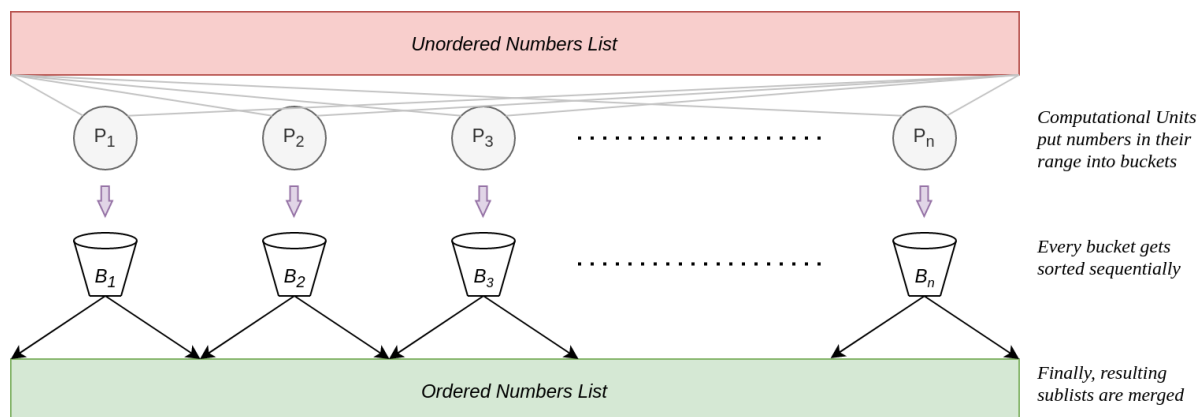 Unordered Numbers List
P1
P2
P3
Pn
Computational Units
put numbers in their
range into buckets
B1
B2
B3
Bn
Every bucket gets
sorted sequentially
Ordered Numbers List
Finally, resulting
sublists are merged